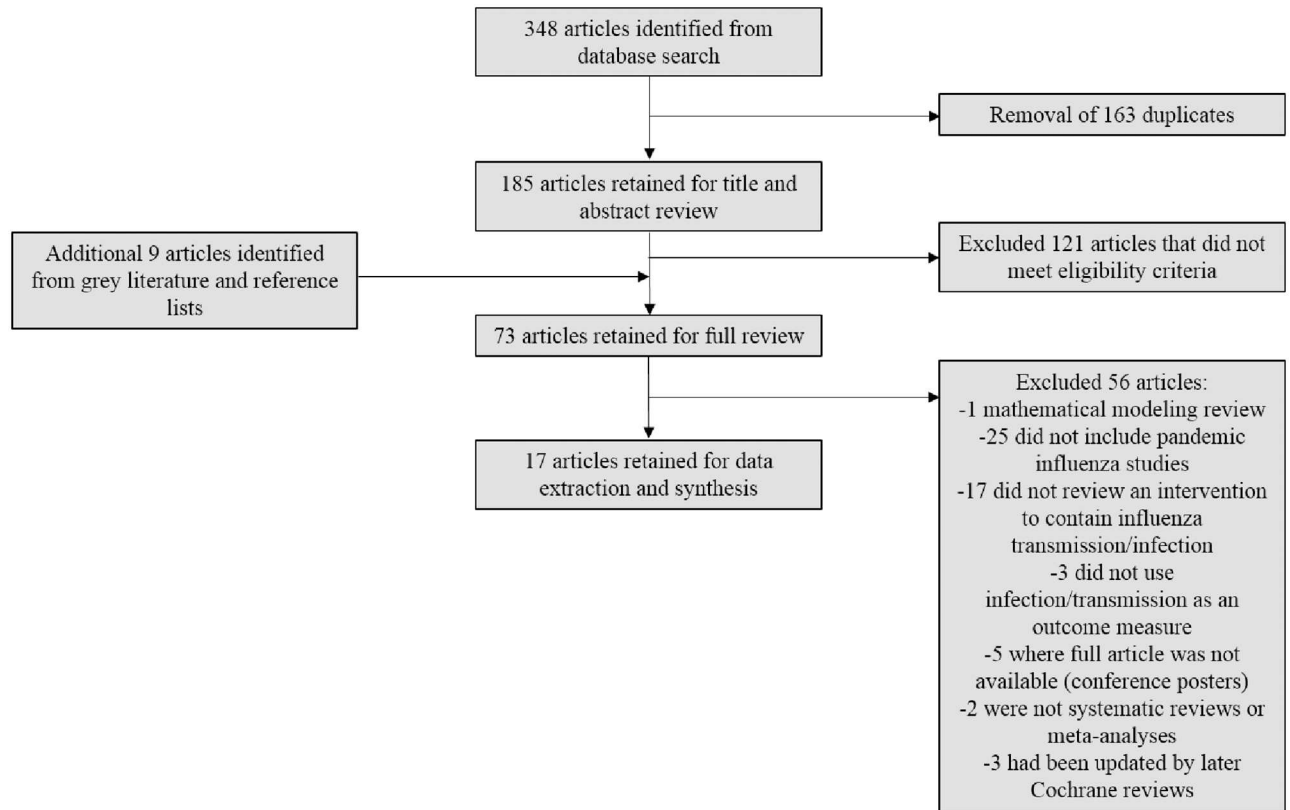 348 articles identified from
database search
Removal of 163 duplicates
185 articles retained for title and
abstract review
Additional 9 articles identified
from grey literature and reference
lists
Excluded 121 articles that did not
meet eligibility criteria
73 articles retained for full review
Excluded 56 articles:
-1 mathematical modeling review
-25 did not include pandemic
influenza studies
-17 did not review an intervention
to contain influenza
transmission/infection
-3 did not use
infection/transmission as an
outcome measure
-5 where full article was not
available (conference posters)
-2 were not systematic reviews or
meta-analyses
-3 had been updated by later
Cochrane reviews
17 articles retained for data
extraction and synthesis